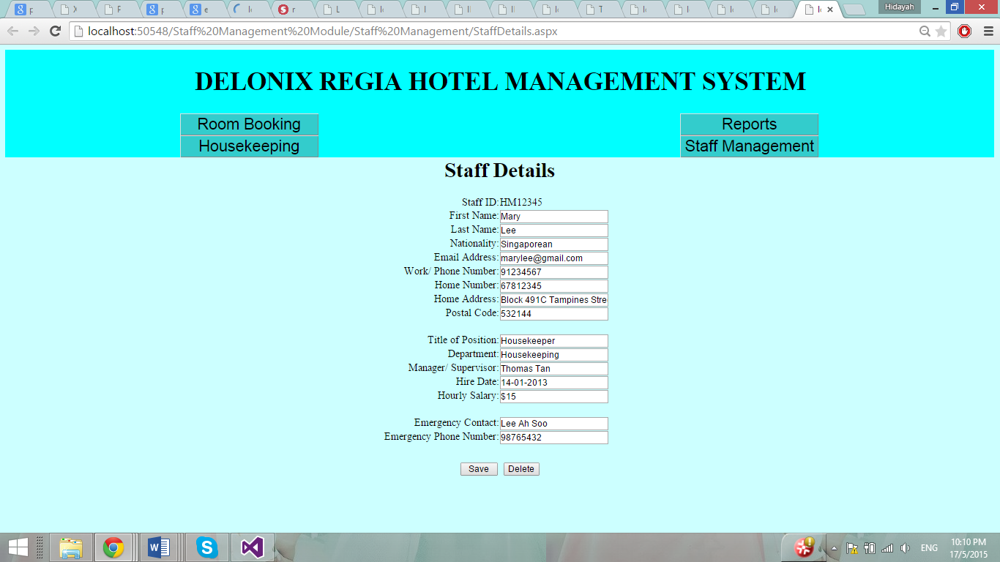 Hidayah
localhost:50548/Staff%20Management%20Module/Staff%20Management/StaffDetails.aspx
DELONIX REGIA HOTEL MANAGEMENT SYSTEM
Room Booking
Reports
Housekeeping
Staff Management
Staff Details
Staff ID:HM12345
First Name:Mary
Last Name:Lee
Nationality:Singaporean
Email Address:marylee@gmail.com
Work/ Phone Number:91234567
Home Number:67812345
Home Address:Block 491C Tampines Stre
Postal Code:532144
Title of Position:Housekeeper
Department:Housekeeping
Manager/ Supervisor:Thomas Tan
Hire Date:14-01-2013
Hourly Salary:$15
Emergency Contact:Lee Ah Soo
Emergency Phone Number:98765432
Save Delete
ENG
10:10 PM
17/5/2015